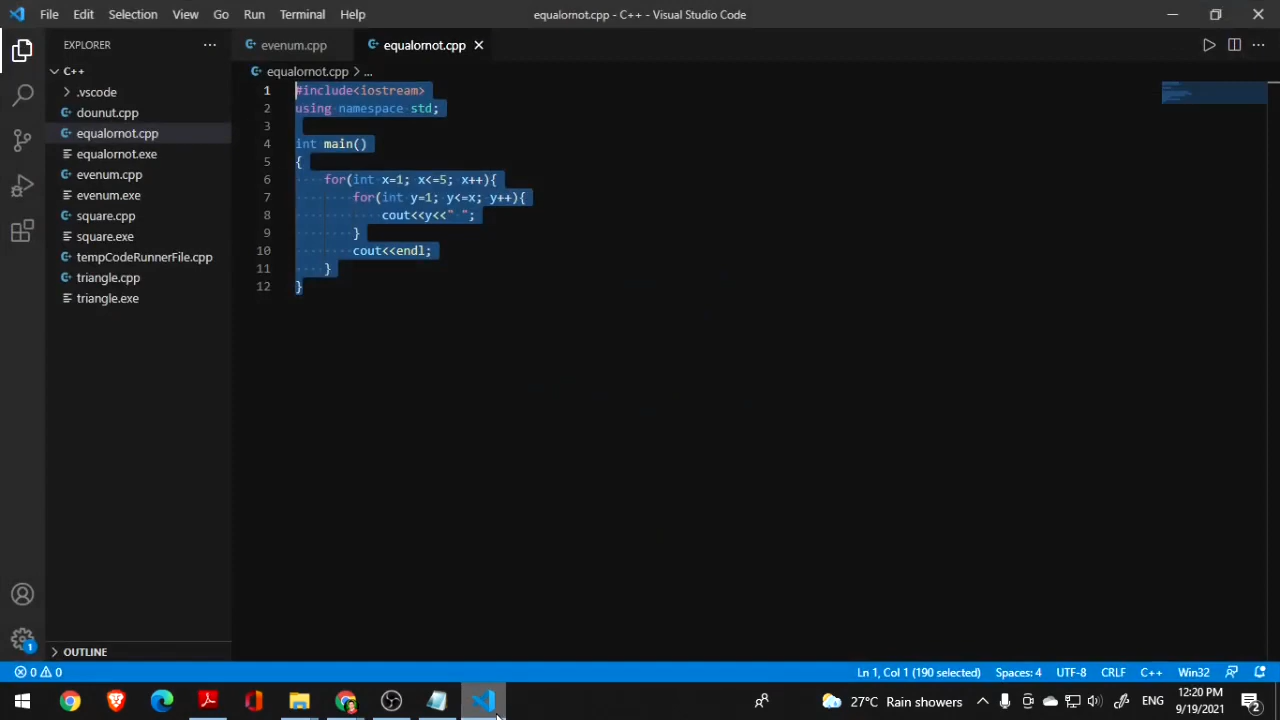 File Edit Selection View Go Run Terminal Help
equalornot.cpp - C++ - Visual Studio Code
EXPLORER
C++
.vscode
dounut.cpp
equalornot.cpp
equalornot.exe
evenum.cpp
evenum.exe
square.cpp
square.exe
tempCodeRunnerFile.cpp
triangle.cpp
triangle.exe
OUTLINE
evenum.cpp equalornot.cpp
equalornot.cpp > ...
1 #include<iostream>
2 using namespace std;
3
4 int main()
5 {
6 for(int x=1; x<=5; x++){
7 for(int y=1; y<=x; y++){
8 cout<<y<<" ";
9 }
10 cout<<endl;
11 }
12 }
1
0 0 Ln 1, Col 1 (190 selected) Spaces: 4 UTF-8 CRLF C++ Win32
27°C Rain showers ENG 12:20 PM
9/19/2021
2